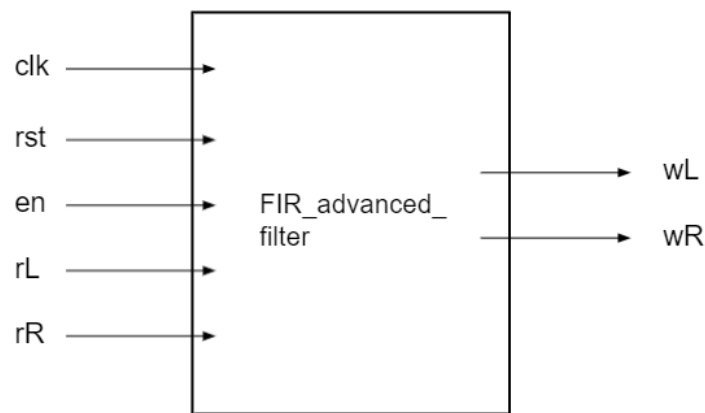 clk
rst
en
rL
rR
FIR_advanced_
filter
wL
wR